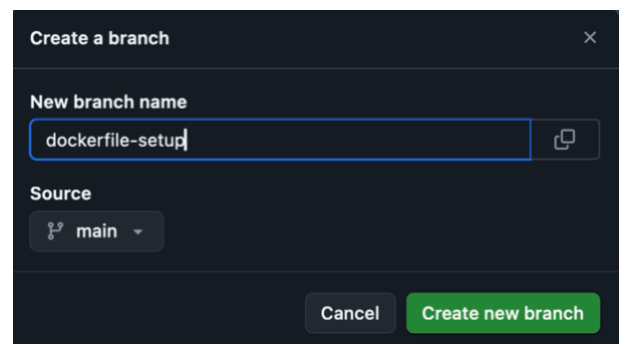 Create a branch
New branch name
dockerfile-setup
Source
main
Cancel Create new branch